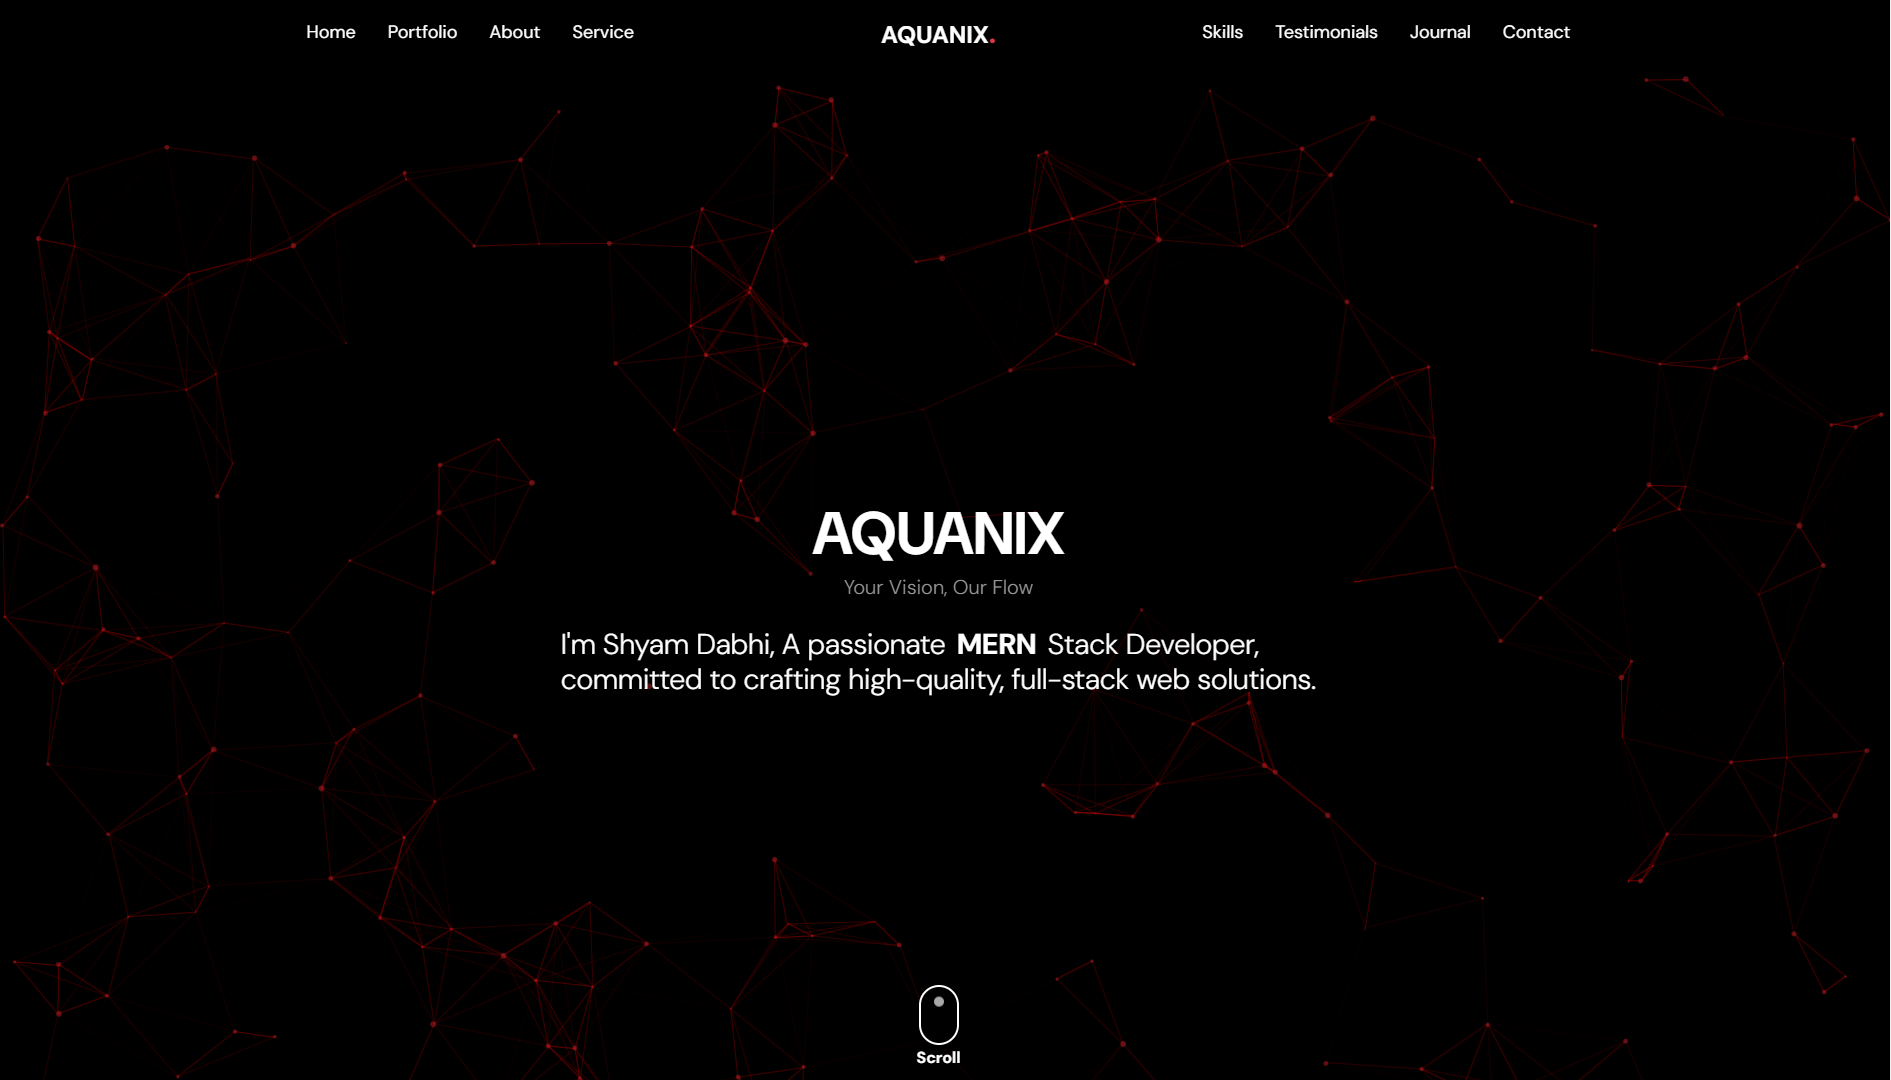 Home Portfolio About Service AQUANIX. Skills Testimonials Journal Contact
AQUANIX
Your Vision, Our Flow
I'm Shyam Dabhi, A passionate MERN Stack Developer,
committed to crafting high-quality, full-stack web solutions.
Scroll